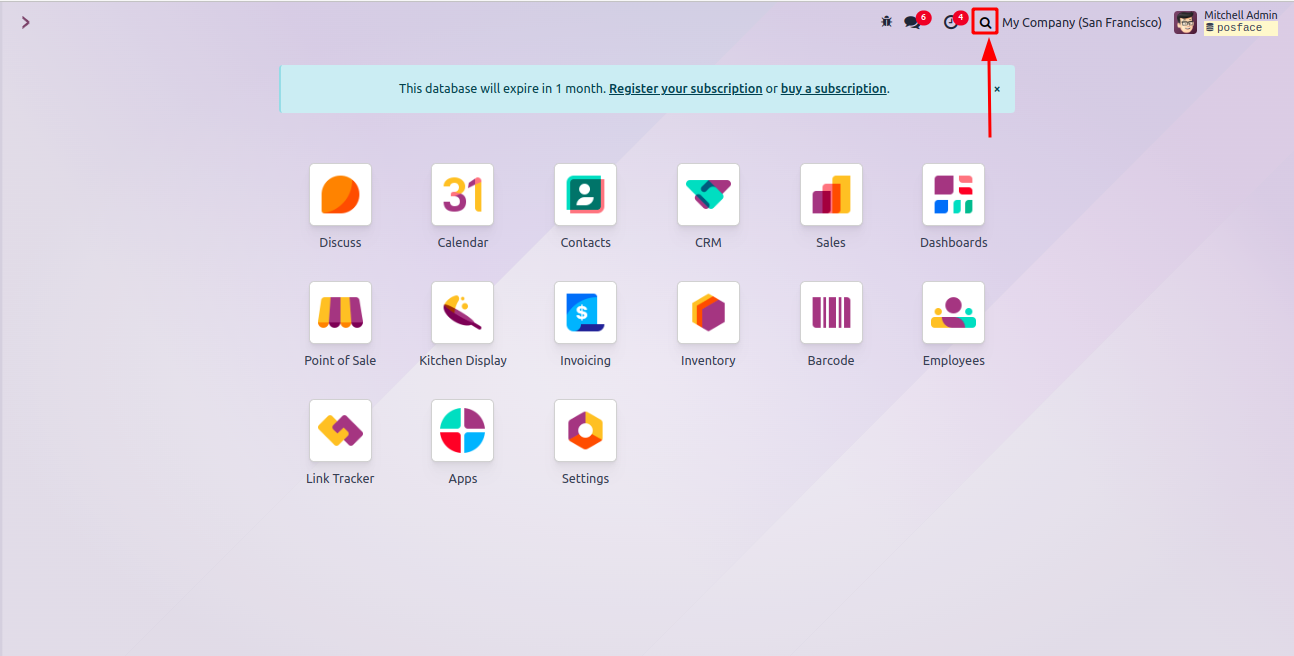 6 4 My Company (San Francisco) Mitchell Admin
posface
This database will expire in 1 month. Register your subscription or buy a subscription. ×
31
Discuss Calendar Contacts CRM Sales Dashboards
$
Point of Sale Kitchen Display Invoicing Inventory Barcode Employees
Link Tracker Apps Settings